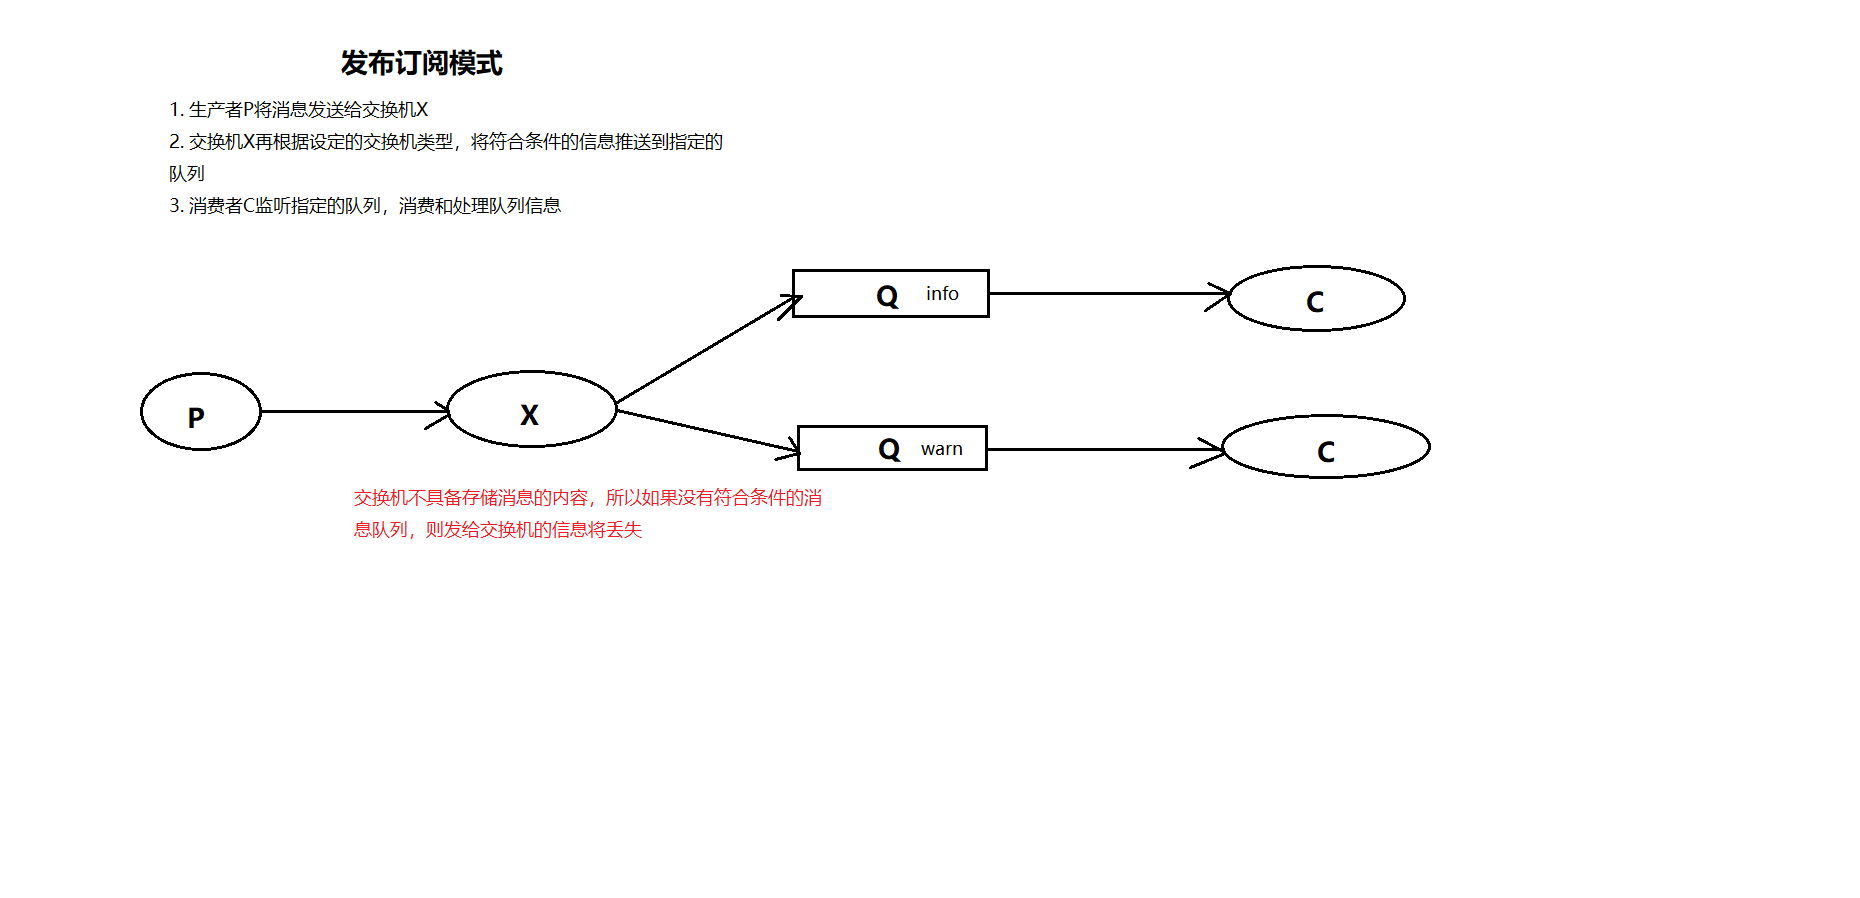 发布订阅模式
1. 生产者P将消息发送给交换机X
2. 交换机X再根据设定的交换机类型，将符合条件的信息推送到指定的
队列
3. 消费者C监听指定的队列，消费和处理队列信息
Q info
C
P
X
Q warn
C
交换机不具备存储消息的内容，所以如果没有符合条件的消
息队列，则发给交换机的信息将丢失